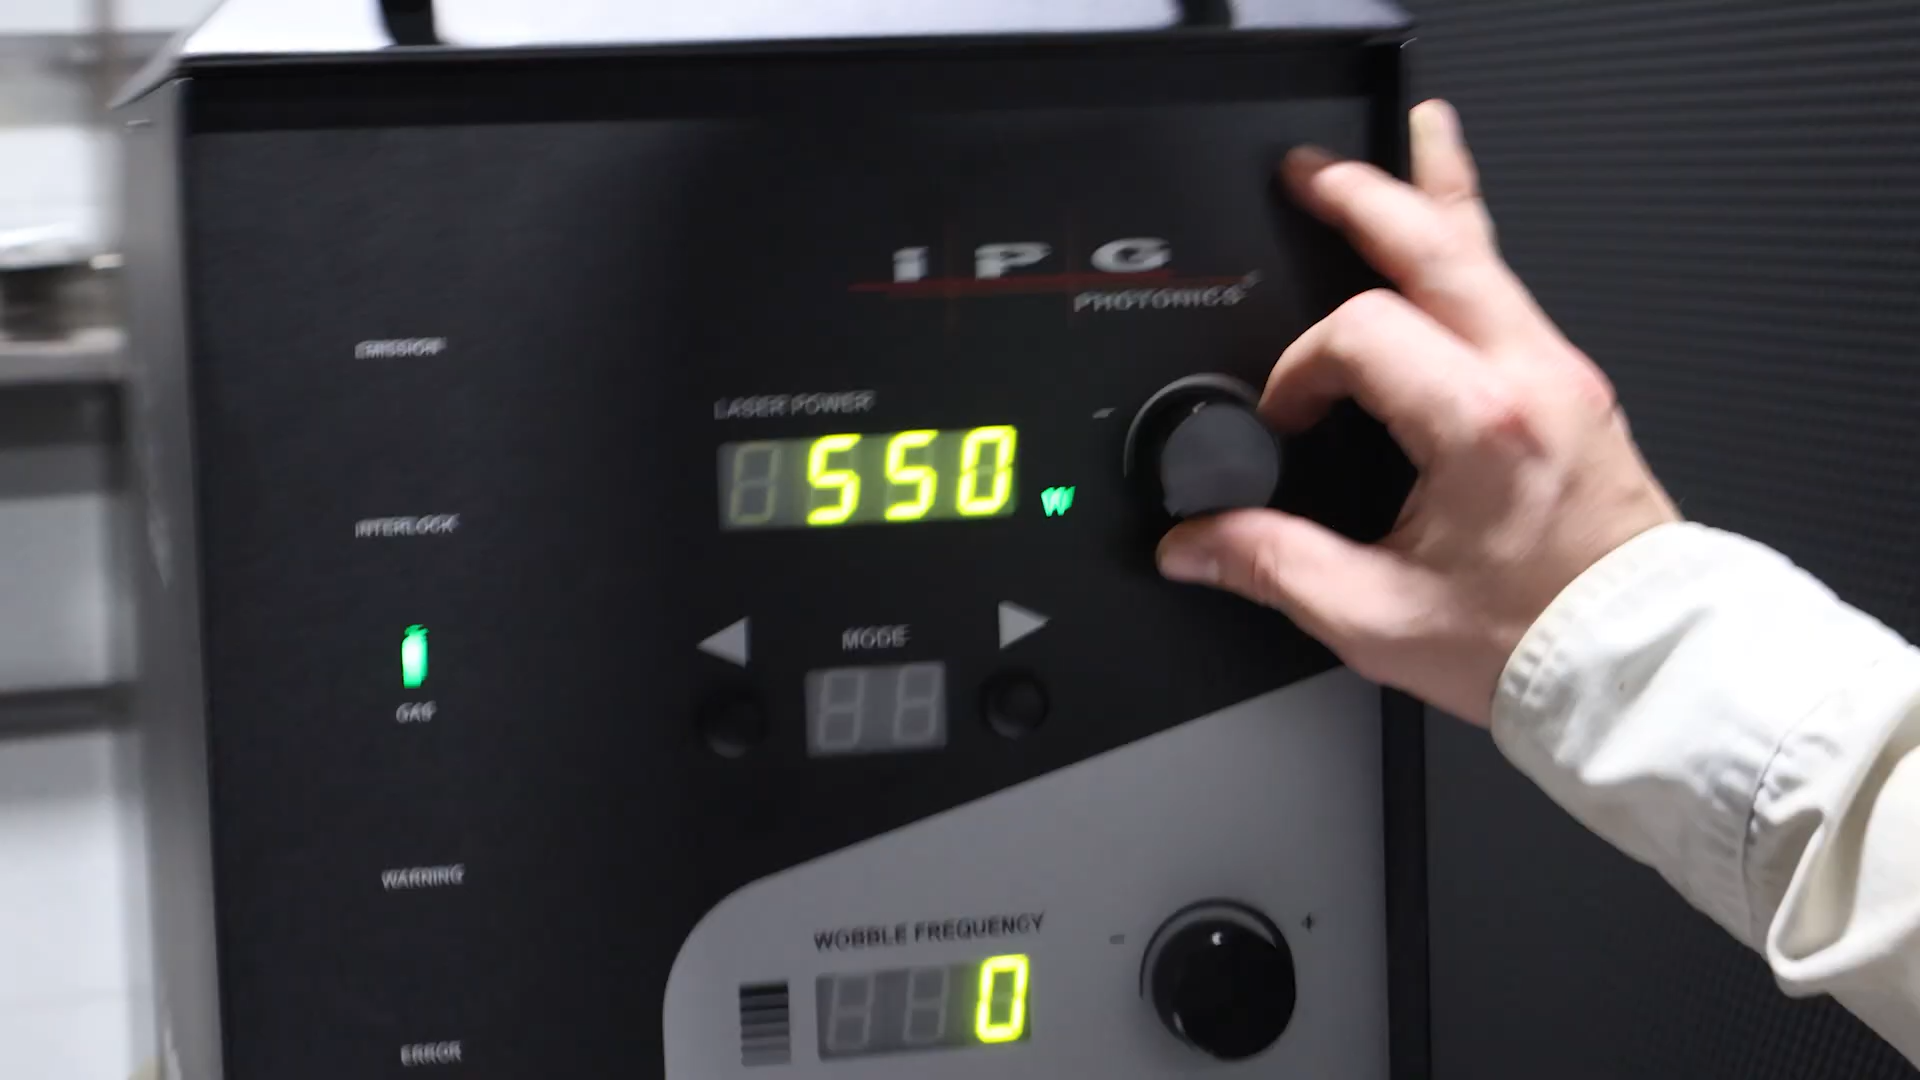 IPG
PHOTONICS
EMISSION
LASER POWER
-
550 W
INTERLOCK
MODE
GAS
WARNING
WOBBLE FREQUENCY
- +
0
ERROR